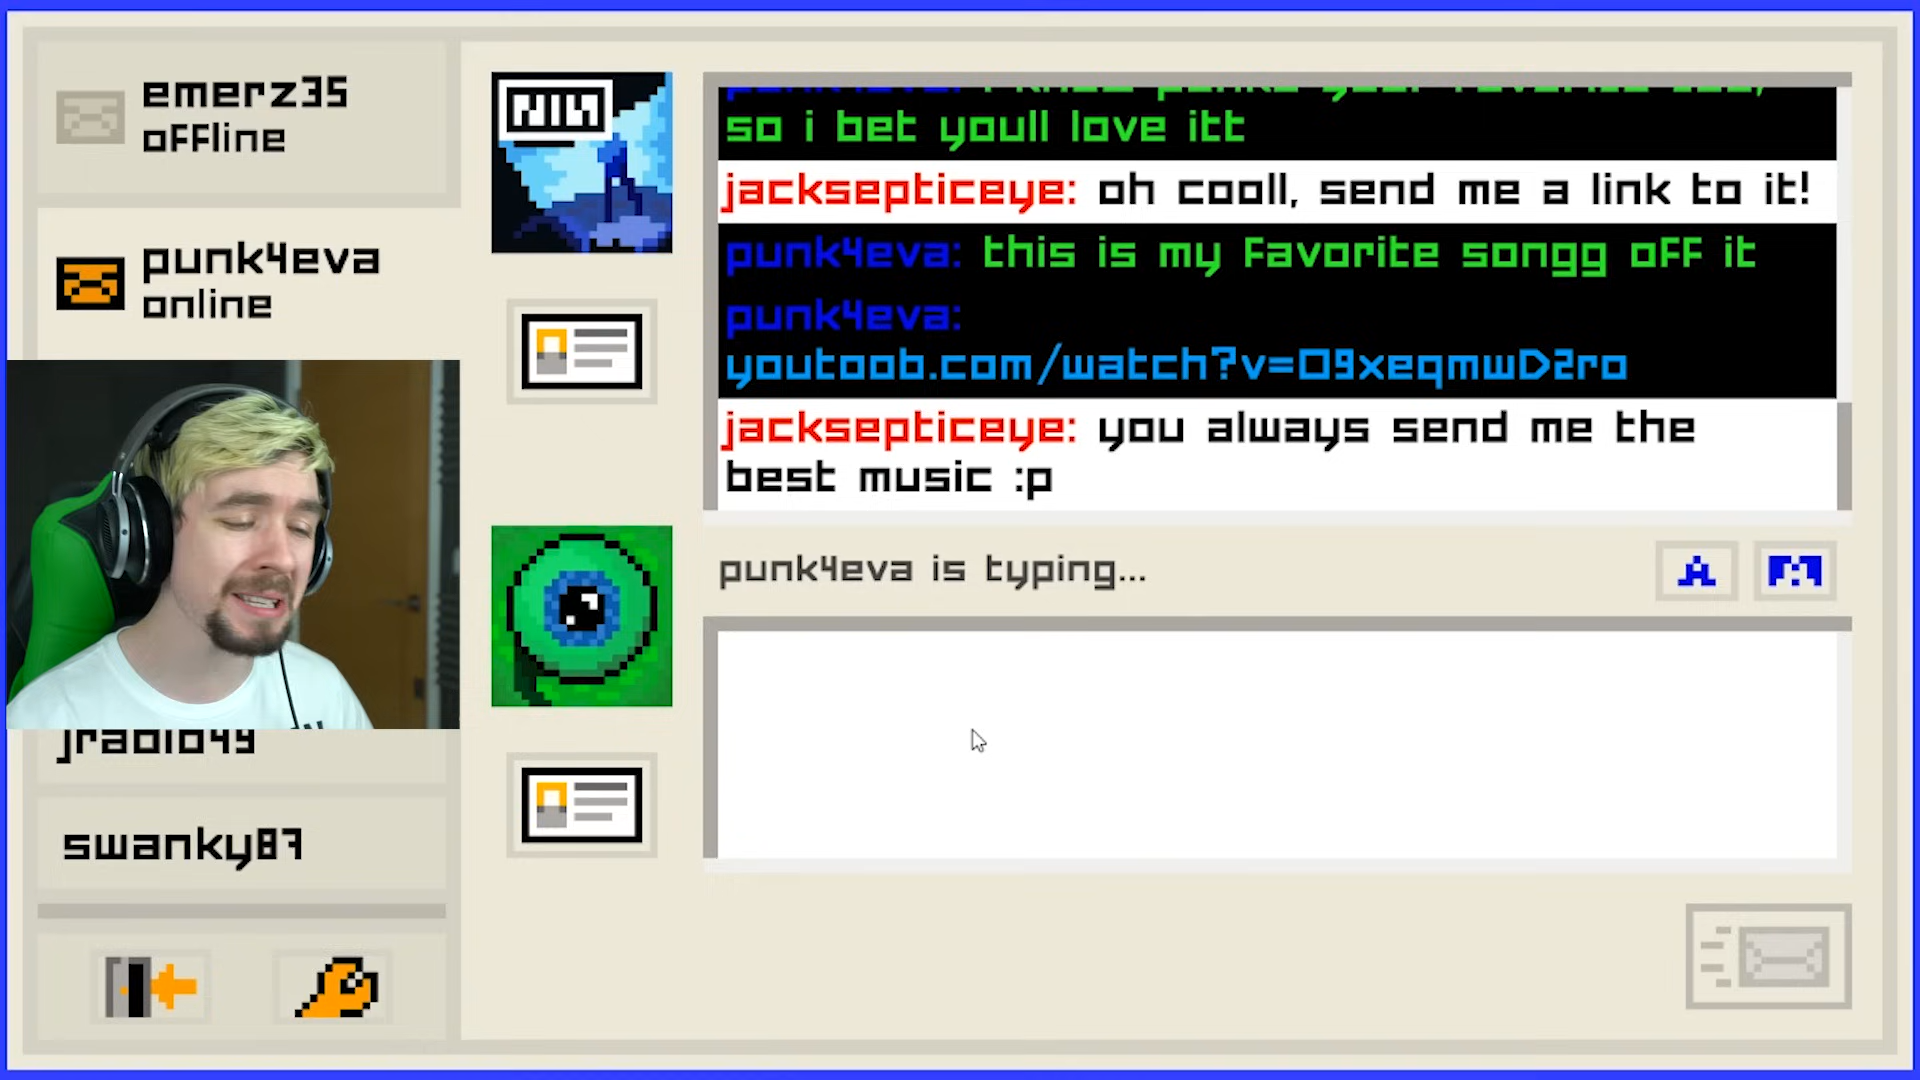 emerz35
offline
punk4eva
online
swanky87
so i bet youll love itt
jacksepticeye: oh cooll, send me a link to it!
punk4eva: this is my favorite songg off it
punk4eva:
youtoob.com/watch?v=O9xeqmwD2ro
jacksepticeye: you always send me the
best music :p
punk4eva is typing...
A M